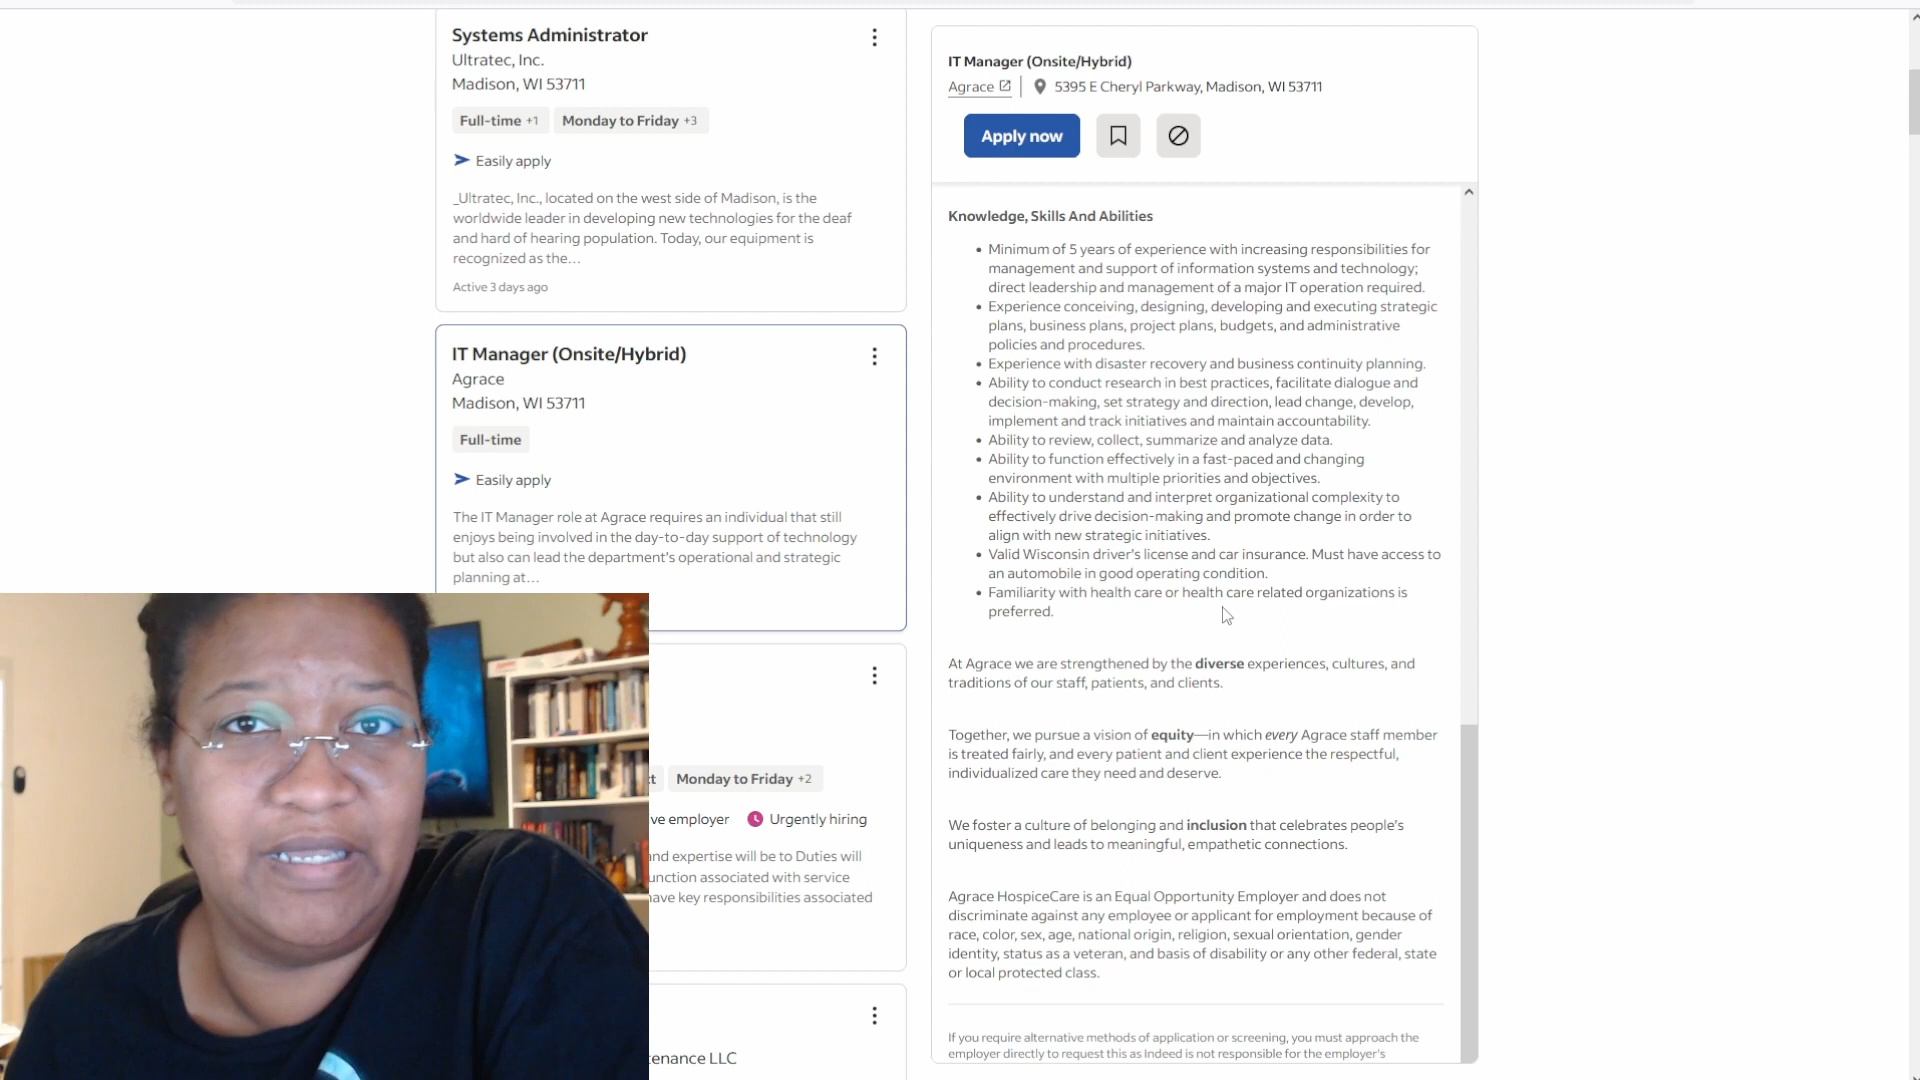 Systems Administrator
Ultratec, Inc.
Madison, WI 53711
Full-time +1
Monday to Friday +3
Easily apply
_Ultratec, Inc., located on the west side of Madison, is the
worldwide leader in developing new technologies for the deaf
and hard of hearing population. Today, our equipment is
recognized as the...
Active 3 days ago
IT Manager (Onsite/Hybrid)
Agrace
Madison, WI 53711
Full-time
Easily apply
The IT Manager role at Agrace requires an individual that still
enjoys being involved in the day-to-day support of technology
but also can lead the department's operational and strategic
planning at...
Monday to Friday +2
employer
Urgently hiring
and expertise will be to Duties will
unction associated with service
have key responsibilities associated
tenance LLC
IT Manager (Onsite/Hybrid)
Agrace
5395 E Cheryl Parkway, Madison, WI 53711
Apply now
Knowledge, Skills And Abilities
• Minimum of 5 years of experience with increasing responsibilities for
management and support of information systems and technology;
direct leadership and management of a major IT operation required.
• Experience conceiving, designing, developing and executing strategic
plans, business plans, project plans, budgets, and administrative
policies and procedures.
• Experience with disaster recovery and business continuity planning.
• Ability to conduct research in best practices, facilitate dialogue and
decision-making, set strategy and direction, lead change, develop,
implement and track initiatives and maintain accountability.
• Ability to review, collect, summarize and analyze data.
• Ability to function effectively in a fast-paced and changing
environment with multiple priorities and objectives.
• Ability to understand and interpret organizational complexity to
effectively drive decision-making and promote change in order to
align with new strategic initiatives.
• Valid Wisconsin driver's license and car insurance. Must have access to
an automobile in good operating condition.
• Familiarity with health care or health care related organizations is
preferred.
At Agrace we are strengthened by the diverse experiences, cultures, and
traditions of our staff, patients, and clients.
Together, we pursue a vision of equity—in which every Agrace staff member
is treated fairly, and every patient and client experience the respectful,
individualized care they need and deserve.
We foster a culture of belonging and inclusion that celebrates people's
uniqueness and leads to meaningful, empathetic connections.
Agrace HospiceCare is an Equal Opportunity Employer and does not
discriminate against any employee or applicant for employment because of
race, color, sex, age, national origin, religion, sexual orientation, gender
identity, status as a veteran, and basis of disability or any other federal, state
or local protected class.
If you require alternative methods of application or screening, you must approach the
employer directly to request this as Indeed is not responsible for the employer's